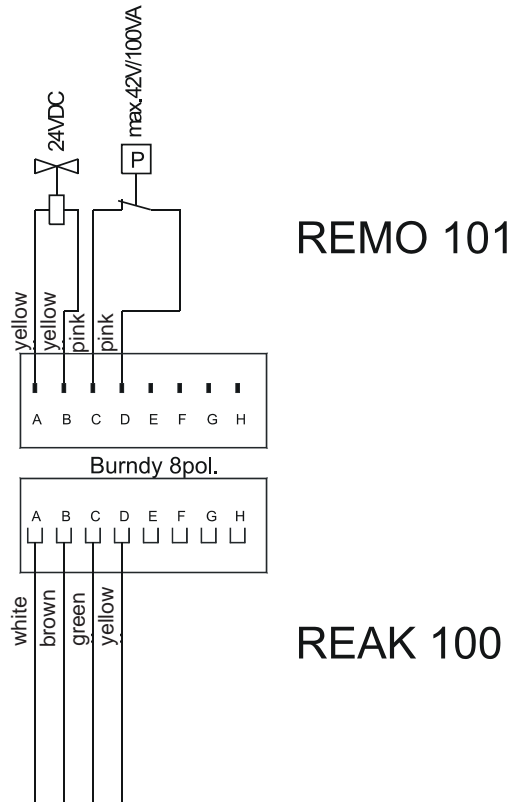 max.42V/100VA
24VDC
P
REMO 101
yellow
yellow
pink
pink
A B C D E F G H
Burndy 8pol.
A B C D E F G H
white
brown
green
yellow
REAK 100